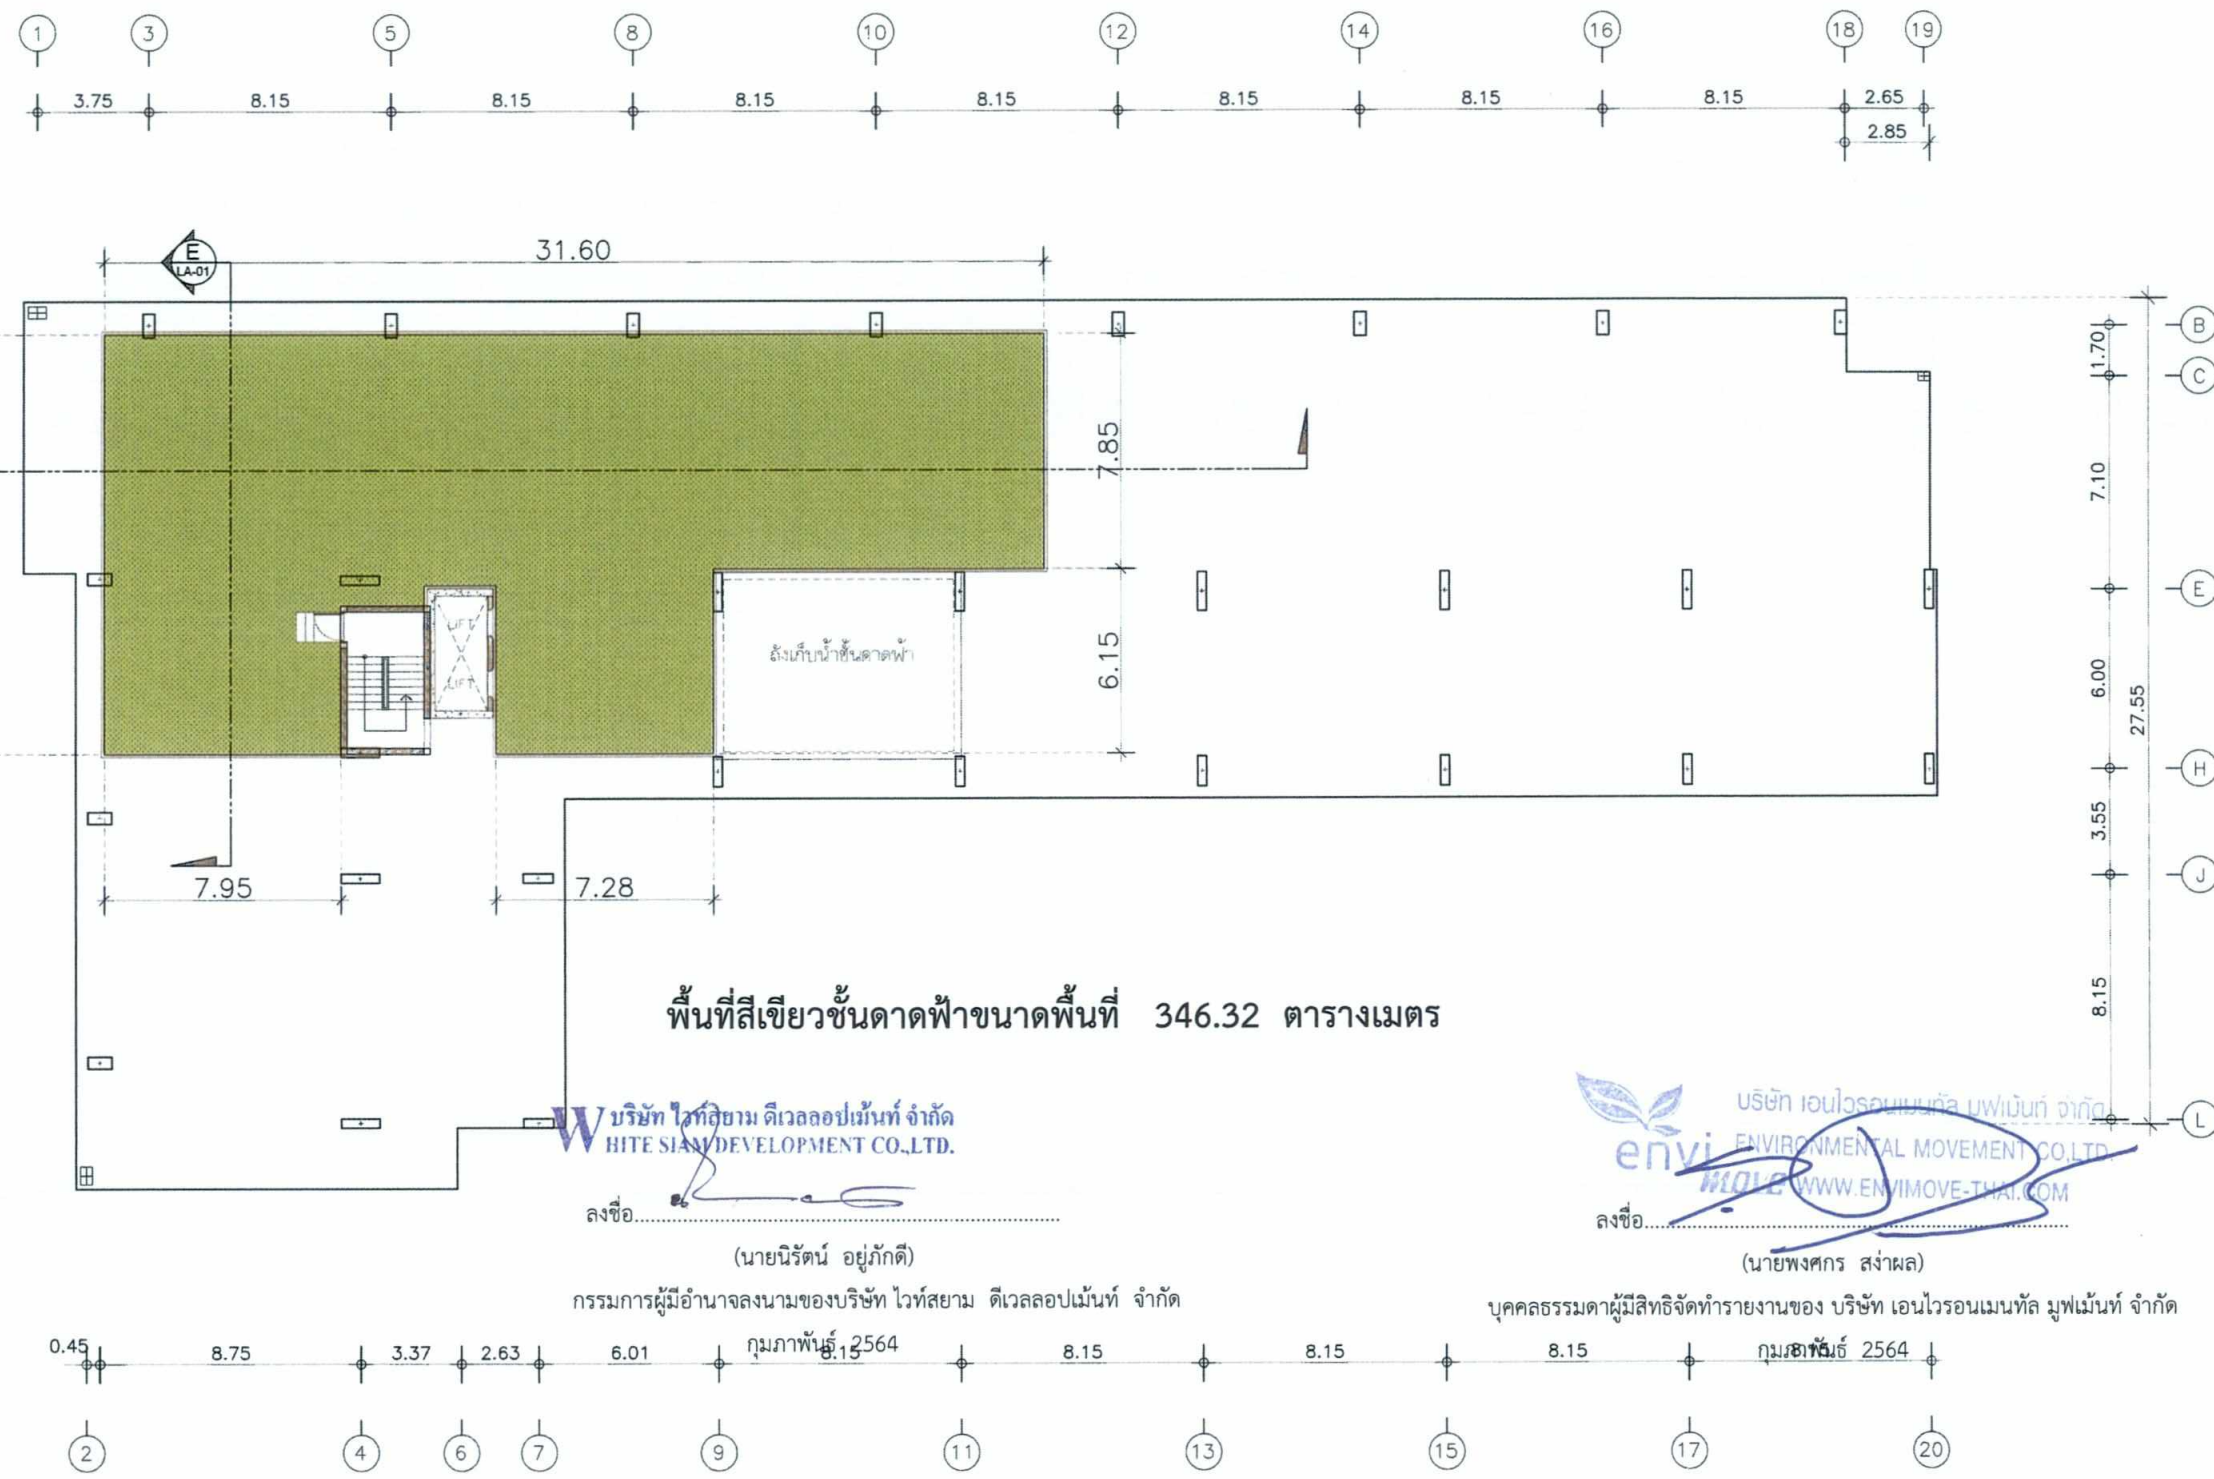 1 3 5 8 10 12 14 16 18 19
3.75 8.15 8.15 8.15 8.15 8.15 8.15 8.15 2.65
2.85
31.60
E
LA-01
B
1.70
C
7.85
7.10
E
LIFT
LIFT
ถังเก็บน้ำชั้นดาดฟ้า
6.15
6.00
27.55
H
3.55
J
7.95 7.28
8.15
พื้นที่สีเขียวชั้นดาดฟ้าขนาดพื้นที่ 346.32 ตารางเมตร
L
W บริษัท ไวท์สยาม ดีเวลลอปเม้นท์ จำกัด
HITE SIAM DEVELOPMENT CO.,LTD.
ลงชื่อ
(นายนิรัตน์ อยู่ภักดี)
กรรมการผู้มีอำนาจลงนามของบริษัท ไวท์สยาม ดีเวลลอปเม้นท์ จำกัด
กุมภาพันธ์ 2564
บริษัท เอนไวรอนเมนทัล มูฟเม้นท์ จำกัด
envi ENVIRONMENTAL MOVEMENT CO.,LTD.
move WWW.ENVIMOVE-THAI.COM
ลงชื่อ
(นายพงศกร สง่าผล)
บุคคลธรรมดาผู้มีสิทธิจัดทำรายงานของ บริษัท เอนไวรอนเมนทัล มูฟเม้นท์ จำกัด
กุมภาพันธ์ 2564
0.45 8.75 3.37 2.63 6.01 8.15 8.15 8.15 8.15 8.15
2 4 6 7 9 11 13 15 17 20